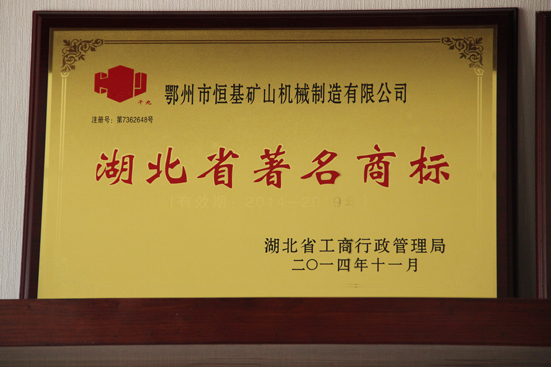 鄂州市恒基矿山机械制造有限公司
注册号：第7362648号
湖北省著名商标
湖北省工商行政管理局
二〇一四年十一月